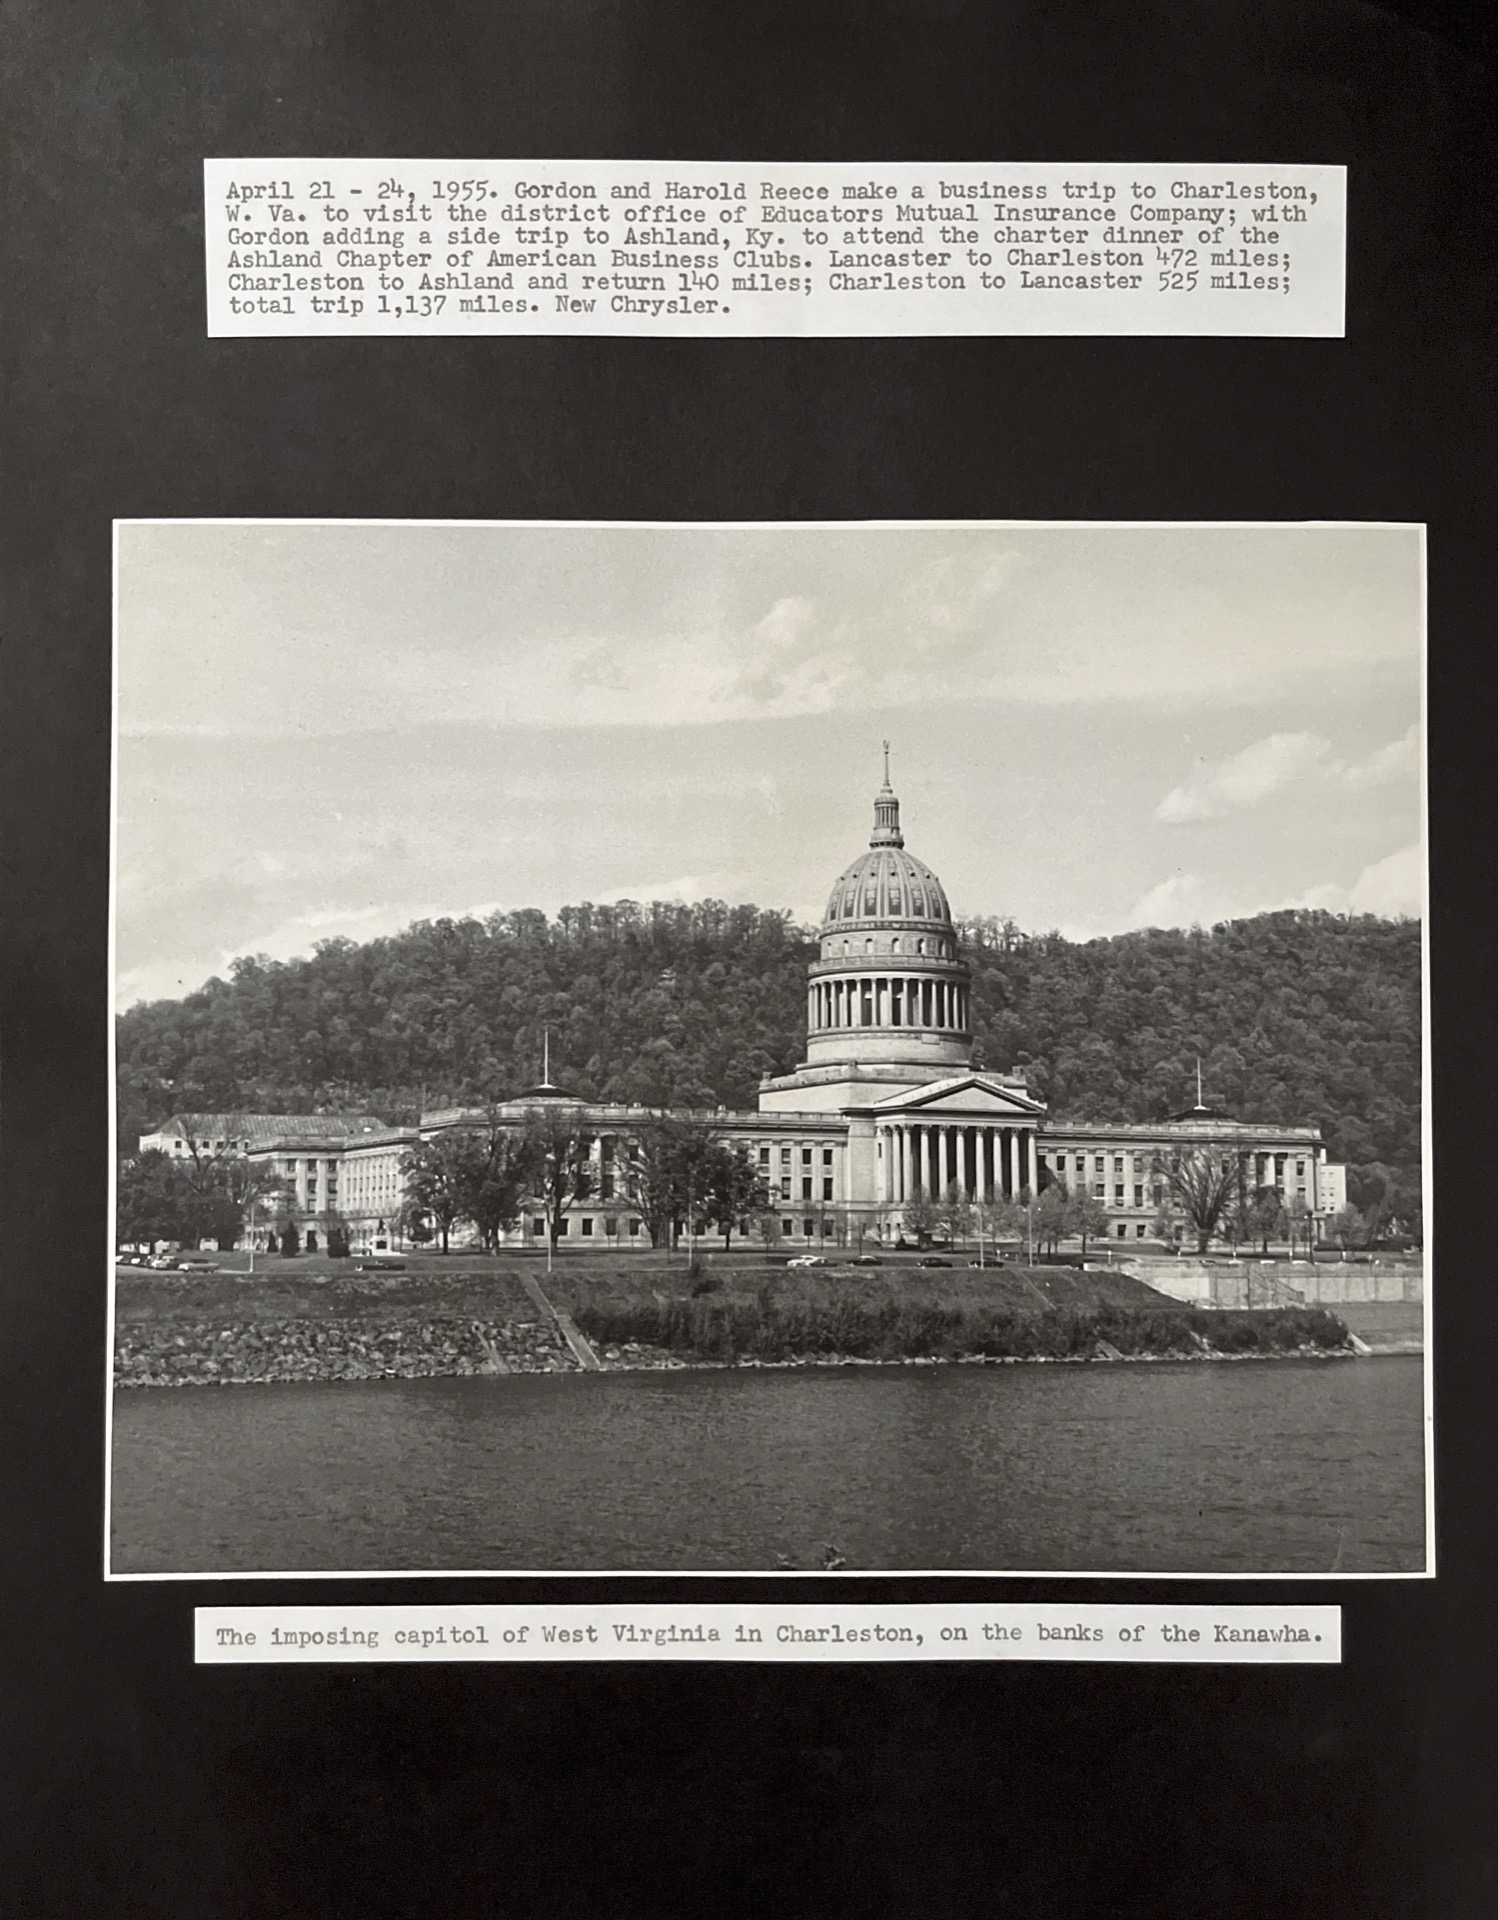 April 21 - 24, 1955. Gordon and Harold Reece make a business trip to Charleston,
W. Va. to visit the district office of Educators Mutual Insurance Company; with
Gordon adding a side trip to Ashland, Ky. to attend the charter dinner of the
Ashland Chapter of American Business Clubs. Lancaster to Charleston 472 miles;
Charleston to Ashland and return 140 miles; Charleston to Lancaster 525 miles;
total trip 1,137 miles. New Chrysler.
The imposing capitol of West Virginia in Charleston, on the banks of the Kanawha.